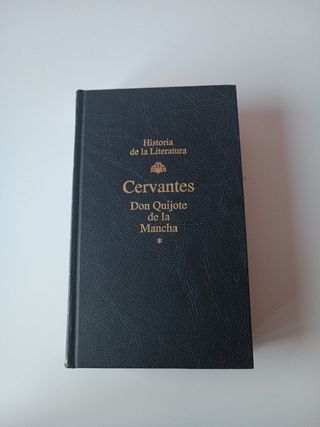 Historia
de la Literatura
Cervantes
Don Quijote
de la
Mancha
*